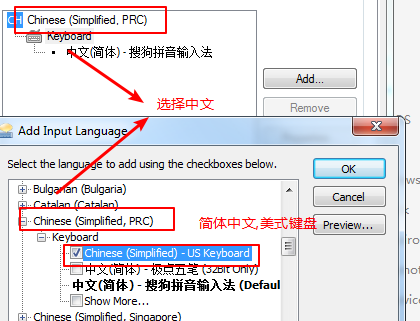 CH Chinese (Simplified, PRC)
Keyboard
中文(简体) - 搜狗拼音输入法
Add...
选择中文
Remove
Add Input Language
Select the language to add using the checkboxes below.
OK
Bulgarian (Bulgaria)
Cancel
Catalan (Catalan)
Chinese (Simplified, PRC)
简体中文,美式键盘
Preview...
Keyboard
Chinese (Simplified) - US Keyboard
中文(简体) - 极点五笔 (32Bit Only)
中文(简体) - 搜狗拼音输入法 (Defau
Show More...
Chinese (Simplified, Singapore)